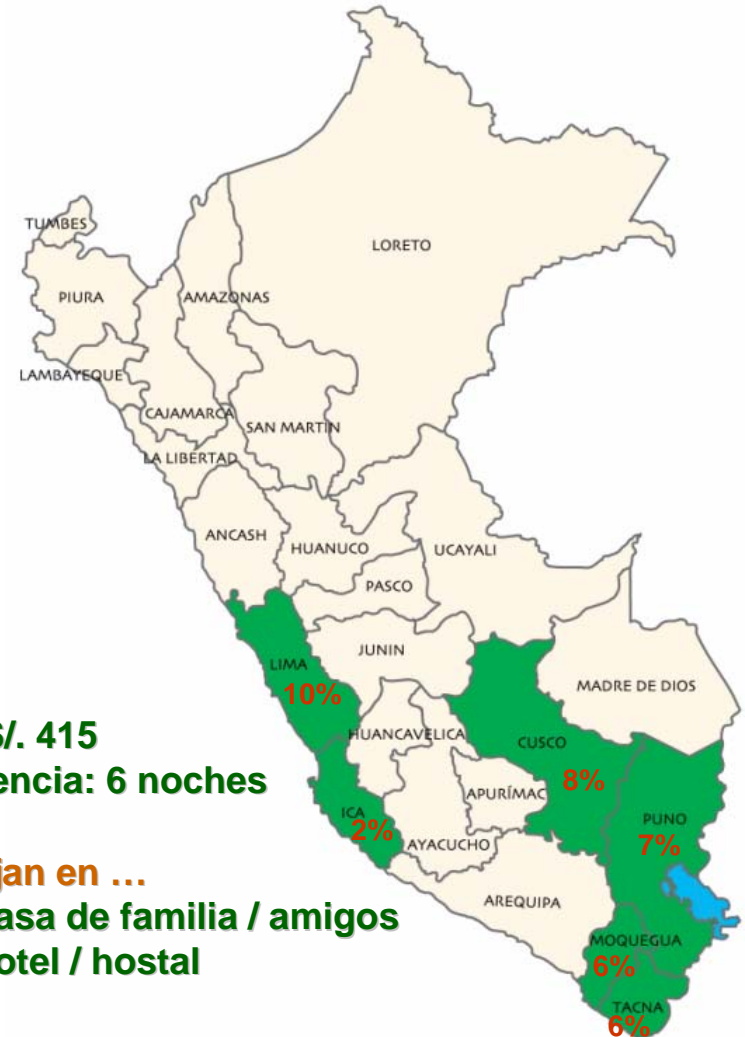 LORETO
TUMBES
PIURA
AMAZONAS
LAMBAYEQUE
CAJAMARCA
SAN MARTÍN
LA LIBERTAD
ANCASH
HUANUCO
UCAYALI
PASCO
JUNIN
LIMA
10%
MADRE DE DIOS
HUANCAVELICA
CUSCO
8%
APURÍMAC
ICA
2%
AYACUCHO
PUNO
7%
AREQUIPA
MOQUEGUA
6%
TACNA
6%
/. 415
encia: 6 noches
jan en …
asa de familia / amigos
otel / hostal